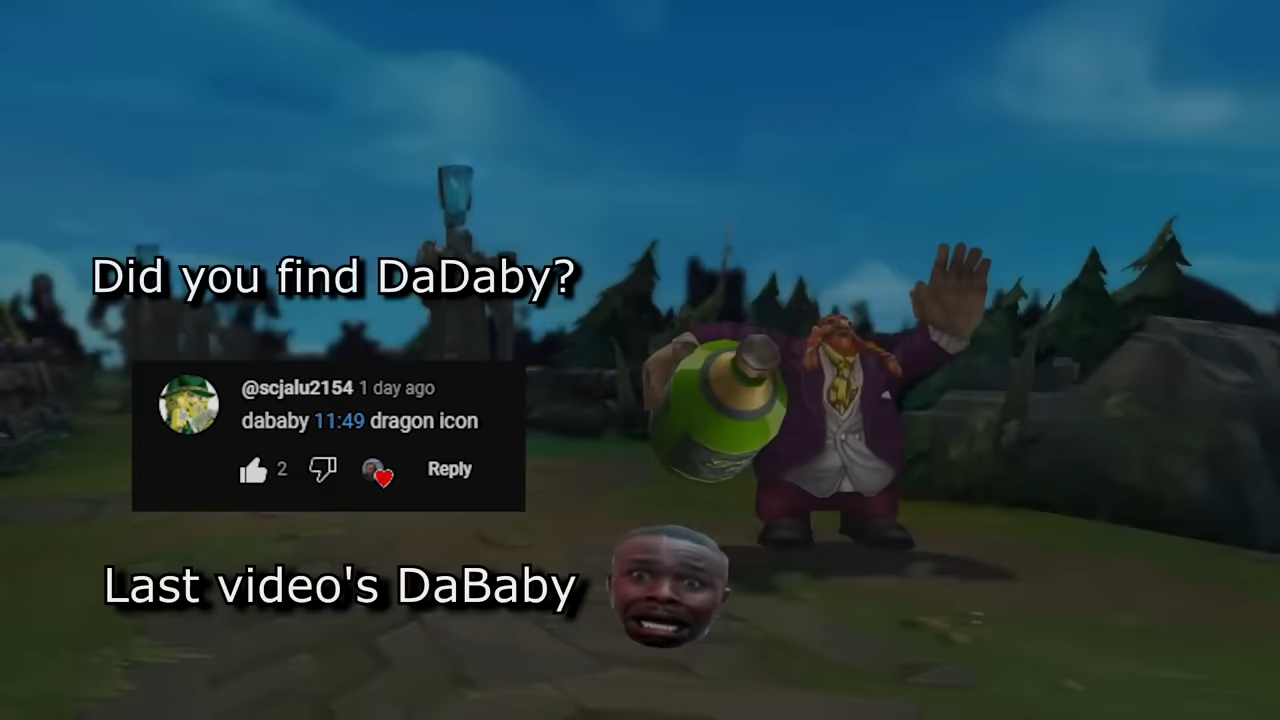 Did you find DaDaby?
@scjalu2154 1 day ago
dababy 11:49 dragon icon
2 Reply
Last video's DaBaby